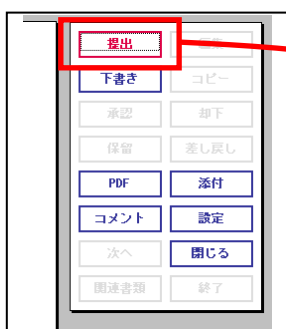 提出
下書き コピー
承認 却下
保留 差し戻し
PDF 添付
コメント 設定
次へ 閉じる
関連書類 終了